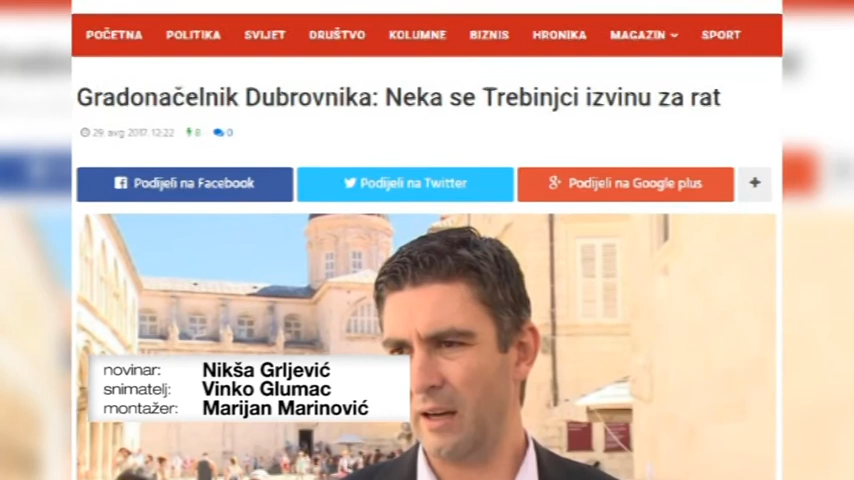 POČETNA POLITIKA SVIJET DRUŠTVO KOLUMNE BIZNIS HRONIKA MAGAZIN SPORT
Gradonačelnik Dubrovnika: Neka se Trebinjci izvinu za rat
29. avg 2017. 12:22 8 0
Podijeli na Facebook Podijeli na Twitter Podijeli na Google plus +
novinar: Nikša Grljević
snimatelj: Vinko Glumac
montažer: Marijan Marinović